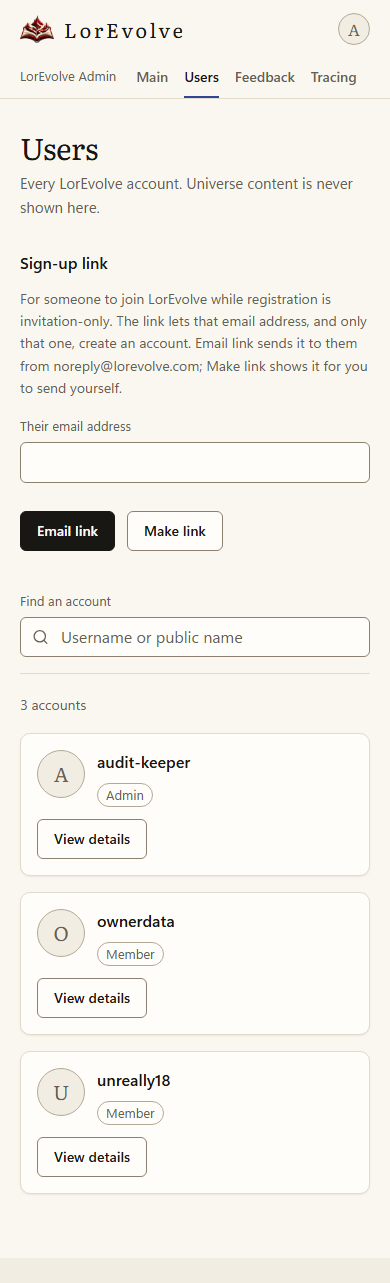 LorEvolve
A
LorEvolve Admin Main Users Feedback Tracing
Users
Every LorEvolve account. Universe content is never
shown here.
Sign-up link
For someone to join LorEvolve while registration is
invitation-only. The link lets that email address, and only
that one, create an account. Email link sends it to them
from noreply@lorevolve.com; Make link shows it for you
to send yourself.
Their email address
Email link Make link
Find an account
Username or public name
3 accounts
A
audit-keeper
Admin
View details
O
ownerdata
Member
View details
U
unreally18
Member
View details